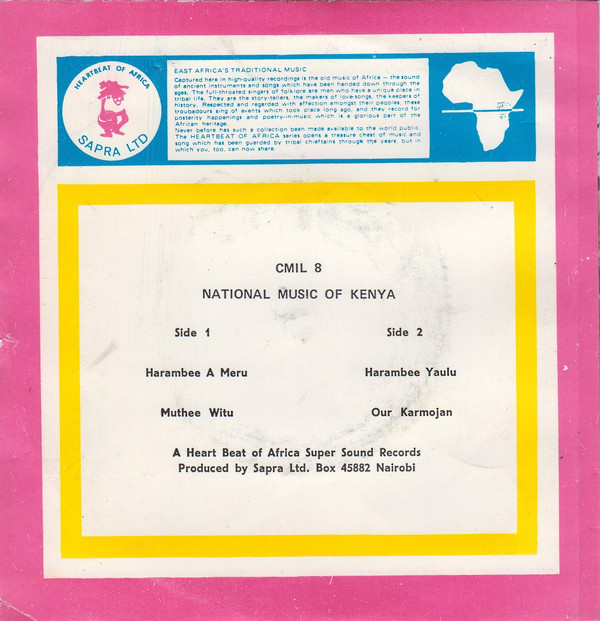 HEARTBEAT OF AFRICA
SAPRA LTD
EAST AFRICA'S TRADITIONAL MUSIC
Captured here in high-quality recordings is the old music of Africa — the sound
of ancient instruments and songs which have been handed down through the
ages. The full-throated singers of folklore are men who have a unique place in
tribal life. They are the story-tellers, the makers of love-songs, the keepers of
history. Respected and regarded with affection amongst their peoples, these
troubadours sing of events which took place long ago, and they record for
posterity happenings and poetry-in-music which is a glorious part of the
African heritage.
Never before has such a collection been made available to the world public.
The HEARTBEAT OF AFRICA series opens a treasure chest of music and
song which has been guarded by tribal chieftains through the years, but in
which you, too, can now share.
CMIL 8
NATIONAL MUSIC OF KENYA
Side 1
Side 2
Harambee A Meru
Harambee Yaulu
Muthee Witu
Our Karmojan
A Heart Beat of Africa Super Sound Records
Produced by Sapra Ltd. Box 45882 Nairobi